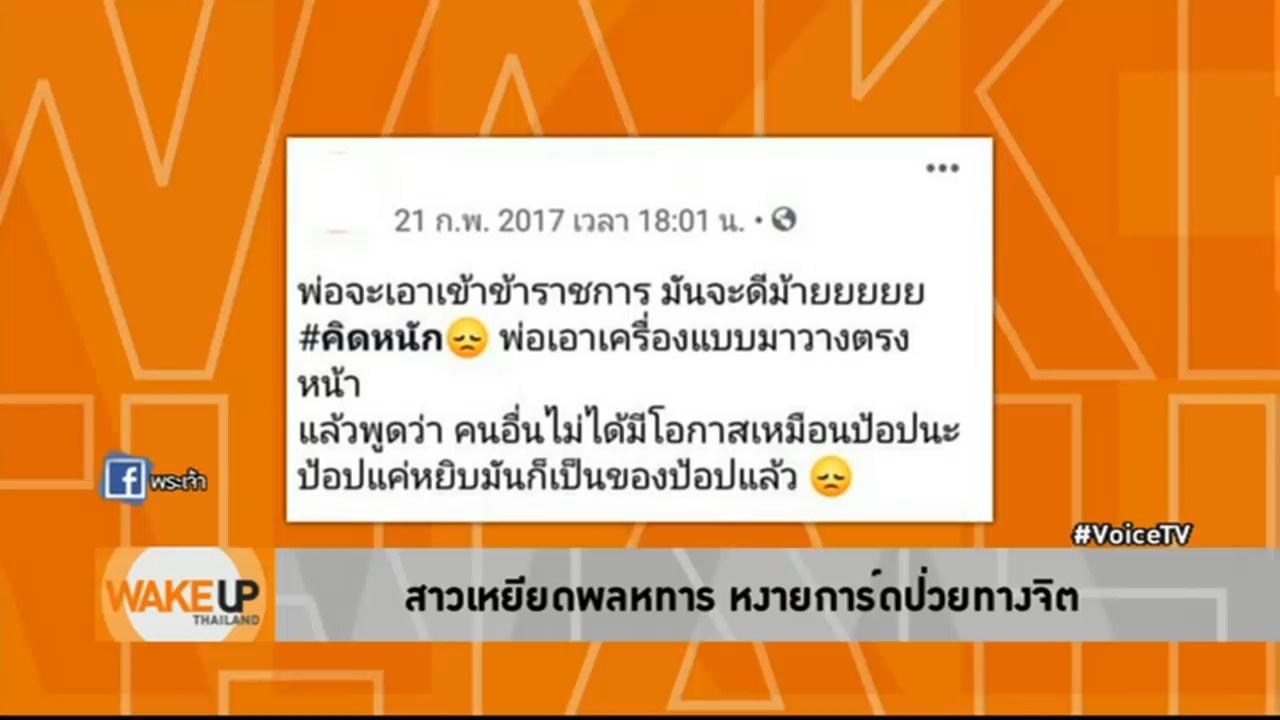 21 ก.พ. 2017 เวลา 18:01 น. •
พ่อจะเอาเข้าข้าราชการ มันจะดีม้ายยยยย
#คิดหนัก😞 พ่อเอาเครื่องแบบมาวางตรง
หน้า
แล้วพูดว่า คนอื่นไม่ได้มีโอกาสเหมือนป้อปนะ
ป้อปแค่หยิบมันก็เป็นของป้อปแล้ว 😞
พระเจ้า
#VoiceTV
WAKE UP
THAILAND
สาวเหยียดพลทหาร หงายการ์ดป่วยทางจิต